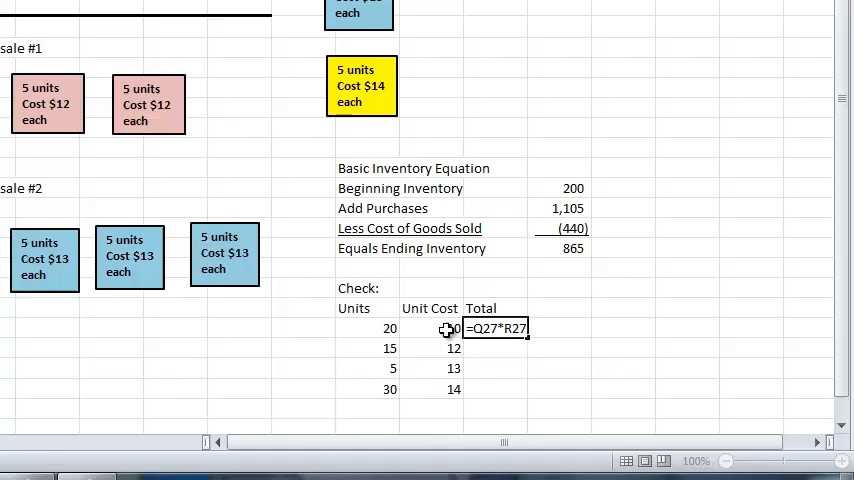 each
sale #1
5 units
Cost $12
each
5 units
Cost $12
each
5 units
Cost $14
each
sale #2
5 units
Cost $13
each
5 units
Cost $13
each
5 units
Cost $13
each
Basic Inventory Equation
Beginning Inventory 200
Add Purchases 1,105
Less Cost of Goods Sold (440)
Equals Ending Inventory 865
Check:
Units Unit Cost Total
20 =Q27*R27
15 12
5 13
30 14
100%